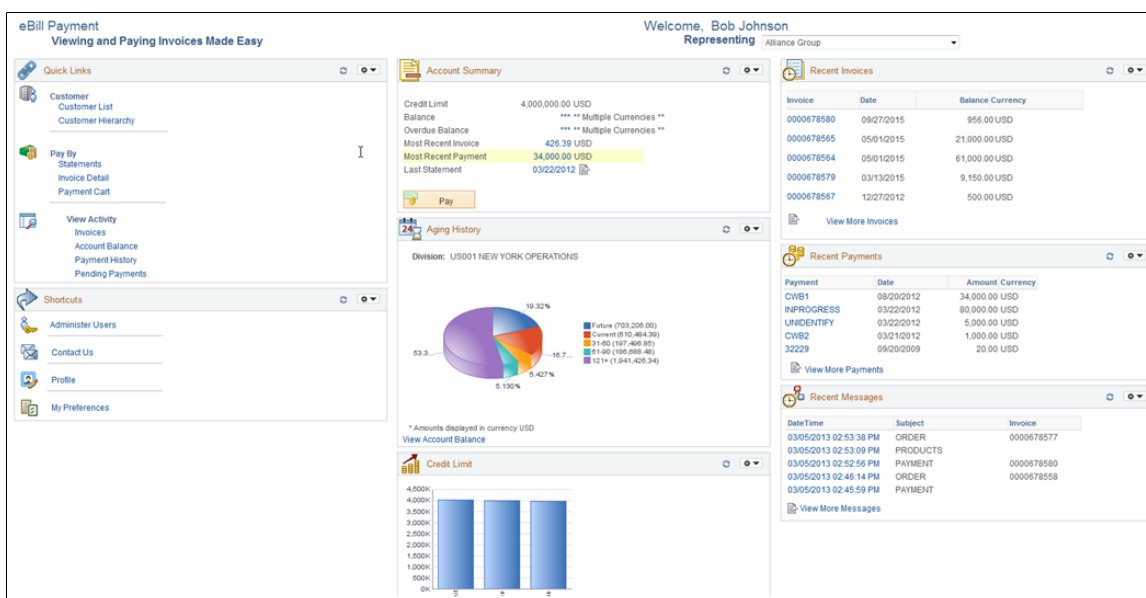 eBill Payment
Viewing and Paying Invoices Made Easy
Welcome, Bob Johnson
Representing Alliance Group
Quick Links
Customer
Customer List
Customer Hierarchy
Pay By
Statements
Invoice Detail
Payment Cart
View Activity
Invoices
Account Balance
Payment History
Pending Payments
Shortcuts
Administer Users
Contact Us
Profile
My Preferences
Account Summary
Credit Limit 4,000,000.00 USD
Balance *** ** Multiple Currencies **
Overdue Balance *** ** Multiple Currencies **
Most Recent Invoice 426.39 USD
Most Recent Payment 34,000.00 USD
Last Statement 03/22/2012
Pay
24
Aging History
Division: US001 NEW YORK OPERATIONS
19.32%
16.7...
5.427%
5.130%
53.3...
Future (703,206.00)
Current (610,484.39)
31-60 (197,496.85)
61-90 (186,688.48)
121+ (1,941,426.34)
* Amounts displayed in currency USD
View Account Balance
Credit Limit
4,500K
4,000K
3,500K
3,000K
2,500K
2,000K
1,500K
1,000K
500K
0K
Recent Invoices
Invoice Date Balance Currency
0000678580 09/27/2015 956.00 USD
0000678565 05/01/2015 21,000.00 USD
0000678564 05/01/2015 61,000.00 USD
0000678579 03/13/2015 9,150.00 USD
0000678567 12/27/2012 500.00 USD
View More Invoices
Recent Payments
Payment Date Amount Currency
CWB1 08/20/2012 34,000.00 USD
INPROGRESS 03/22/2012 80,000.00 USD
UNIDENTIFY 03/22/2012 5,000.00 USD
CWB2 03/21/2012 1,000.00 USD
32229 09/20/2009 20.00 USD
View More Payments
Recent Messages
DateTime Subject Invoice
03/05/2013 02:53:38 PM ORDER 0000678577
03/05/2013 02:53:09 PM PRODUCTS
03/05/2013 02:52:56 PM PAYMENT 0000678580
03/05/2013 02:46:14 PM ORDER 0000678558
03/05/2013 02:45:59 PM PAYMENT
View More Messages